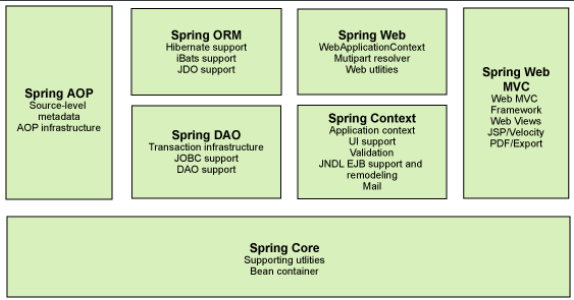 Spring AOP
Source-level
metadata
AOP infrastructure
Spring ORM
Hibernate support
iBats support
JDO support
Spring DAO
Transaction infrastructure
JOBC support
DAO support
Spring Web
WebApplicationContext
Mutipart resolver
Web utlities
Spring Context
Application context
UI support
Validation
JNDL EJB support and
remodeling
Mail
Spring Web
MVC
Web MVC
Framework
Web Views
JSP/Velocity
PDF/Export
Spring Core
Supporting utlities
Bean container